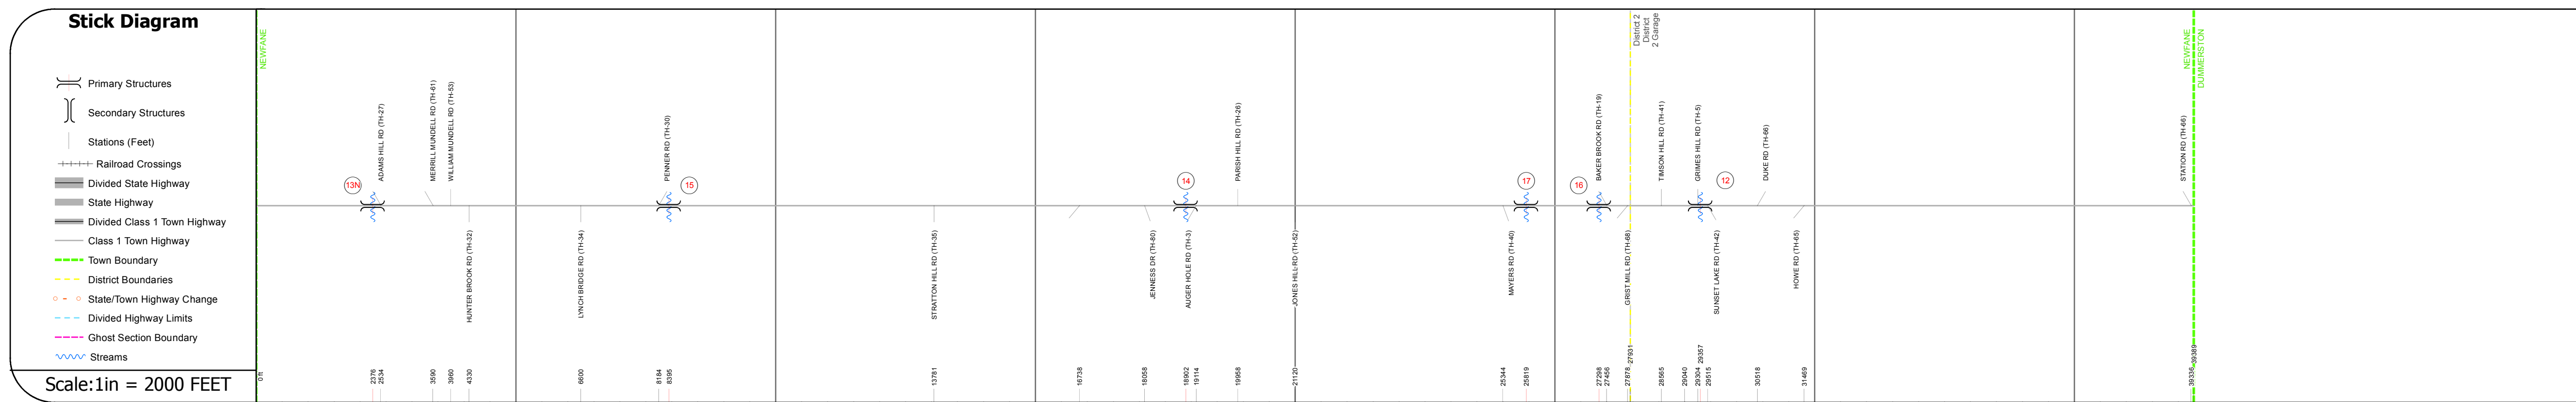 Stick Diagram
Primary Structures
Secondary Structures
Stations (Feet)
Railroad Crossings
Divided State Highway
State Highway
Divided Class 1 Town Highway
Class 1 Town Highway
Town Boundary
District Boundaries
State/Town Highway Change
Divided Highway Limits
Ghost Section Boundary
Streams
Scale:1in = 2000 FEET
NEWFANE
District 2
District
2 Garage
NEWFANE
DUMMERSTON
ADAMS HILL RD (TH-27)
MERRILL MUNDELL RD (TH-61)
WILLIAM MUNDELL RD (TH-53)
PENNER RD (TH-30)
PARISH HILL RD (TH-26)
BAKER BROOK RD (TH-19)
TIMSON HILL RD (TH-41)
GRIMES HILL RD (TH-5)
DUKE RD (TH-66)
STATION RD (TH-66)
13N
15
14
17
16
12
HUNTER BROOK RD (TH-32)
LYNCH BRIDGE RD (TH-34)
STRATTON HILL RD (TH-35)
JENNESS DR (TH-80)
AUGER HOLE RD (TH-3)
JONES HILL RD (TH-52)
MAYERS RD (TH-40)
GRIST MILL RD (TH-68)
SUNSET LAKE RD (TH-42)
HOWE RD (TH-65)
0 ft
2376
2534
3590
3960
4330
6600
8184
8395
13781
16738
18058
18902
19114
19958
21120
25344
25819
27298
27456
27878
27931
28565
29040
29304
29357
29515
30518
31469
39336
39389